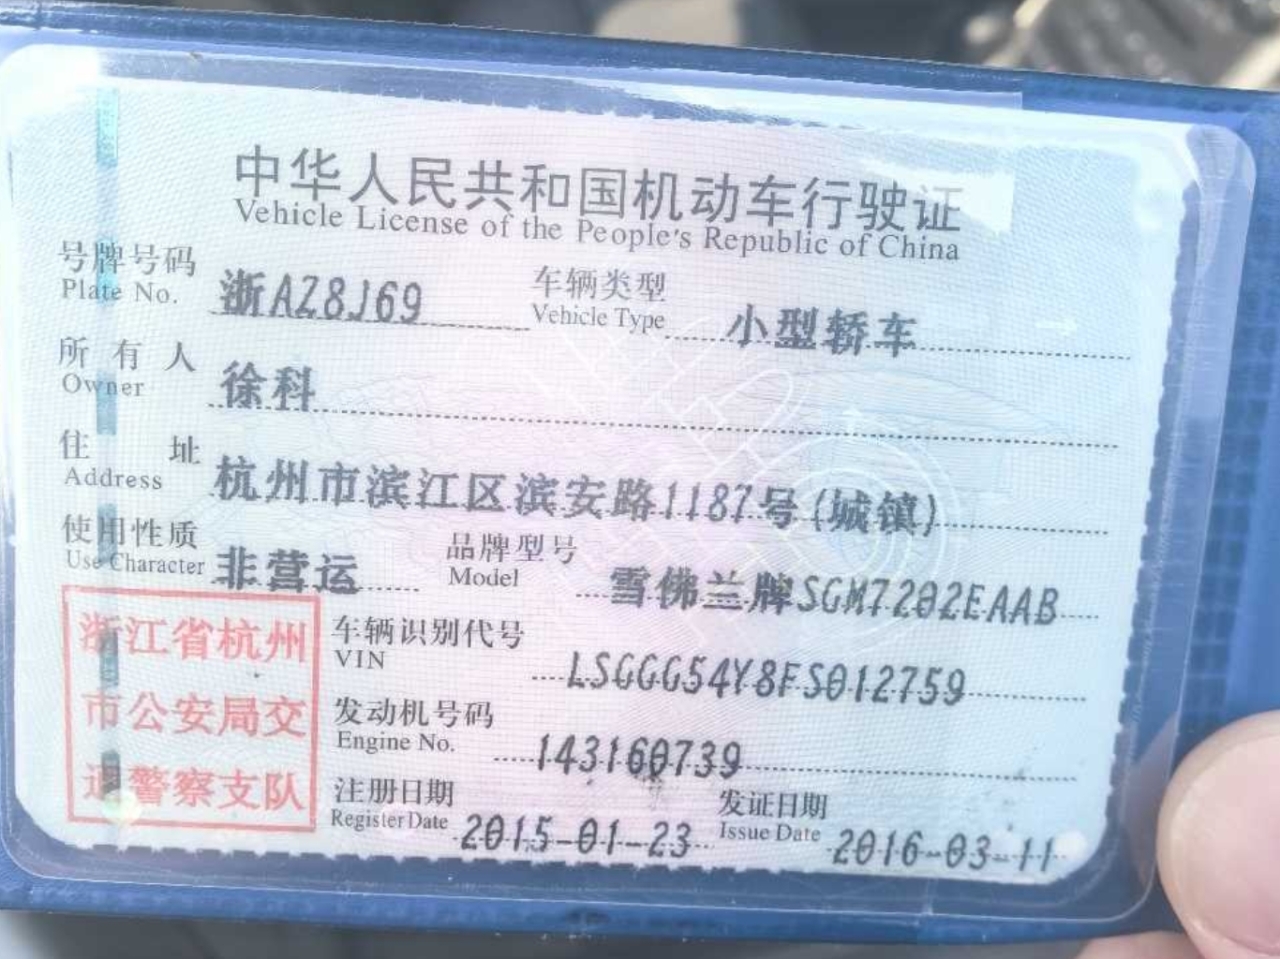 中华人民共和国机动车行驶证
Vehicle License of the People's Republic of China
号牌号码 浙AZ8J69 车辆类型 小型轿车
Plate No. Vehicle Type
所有人 徐科
Owner
住址 杭州市滨江区滨安路1187号(城镇)
Address
使用性质 非营运 品牌型号 雪佛兰牌SGM7202EAAB
Use Character Model
浙江省杭州
市公安局交
通警察支队
车辆识别代号 LSGGG54Y8FS012759
VIN
发动机号码 143160739
Engine No.
注册日期 2015-01-23 发证日期 2016-03-11
Register Date Issue Date